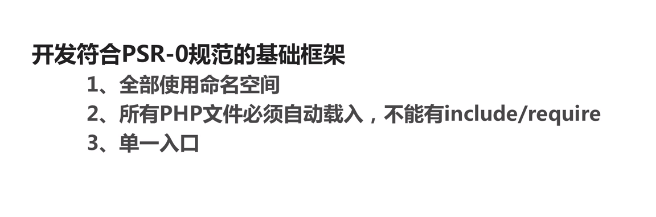 开发符合PSR-0规范的基础框架
1、全部使用命名空间
2、所有PHP文件必须自动载入，不能有include/require
3、单一入口